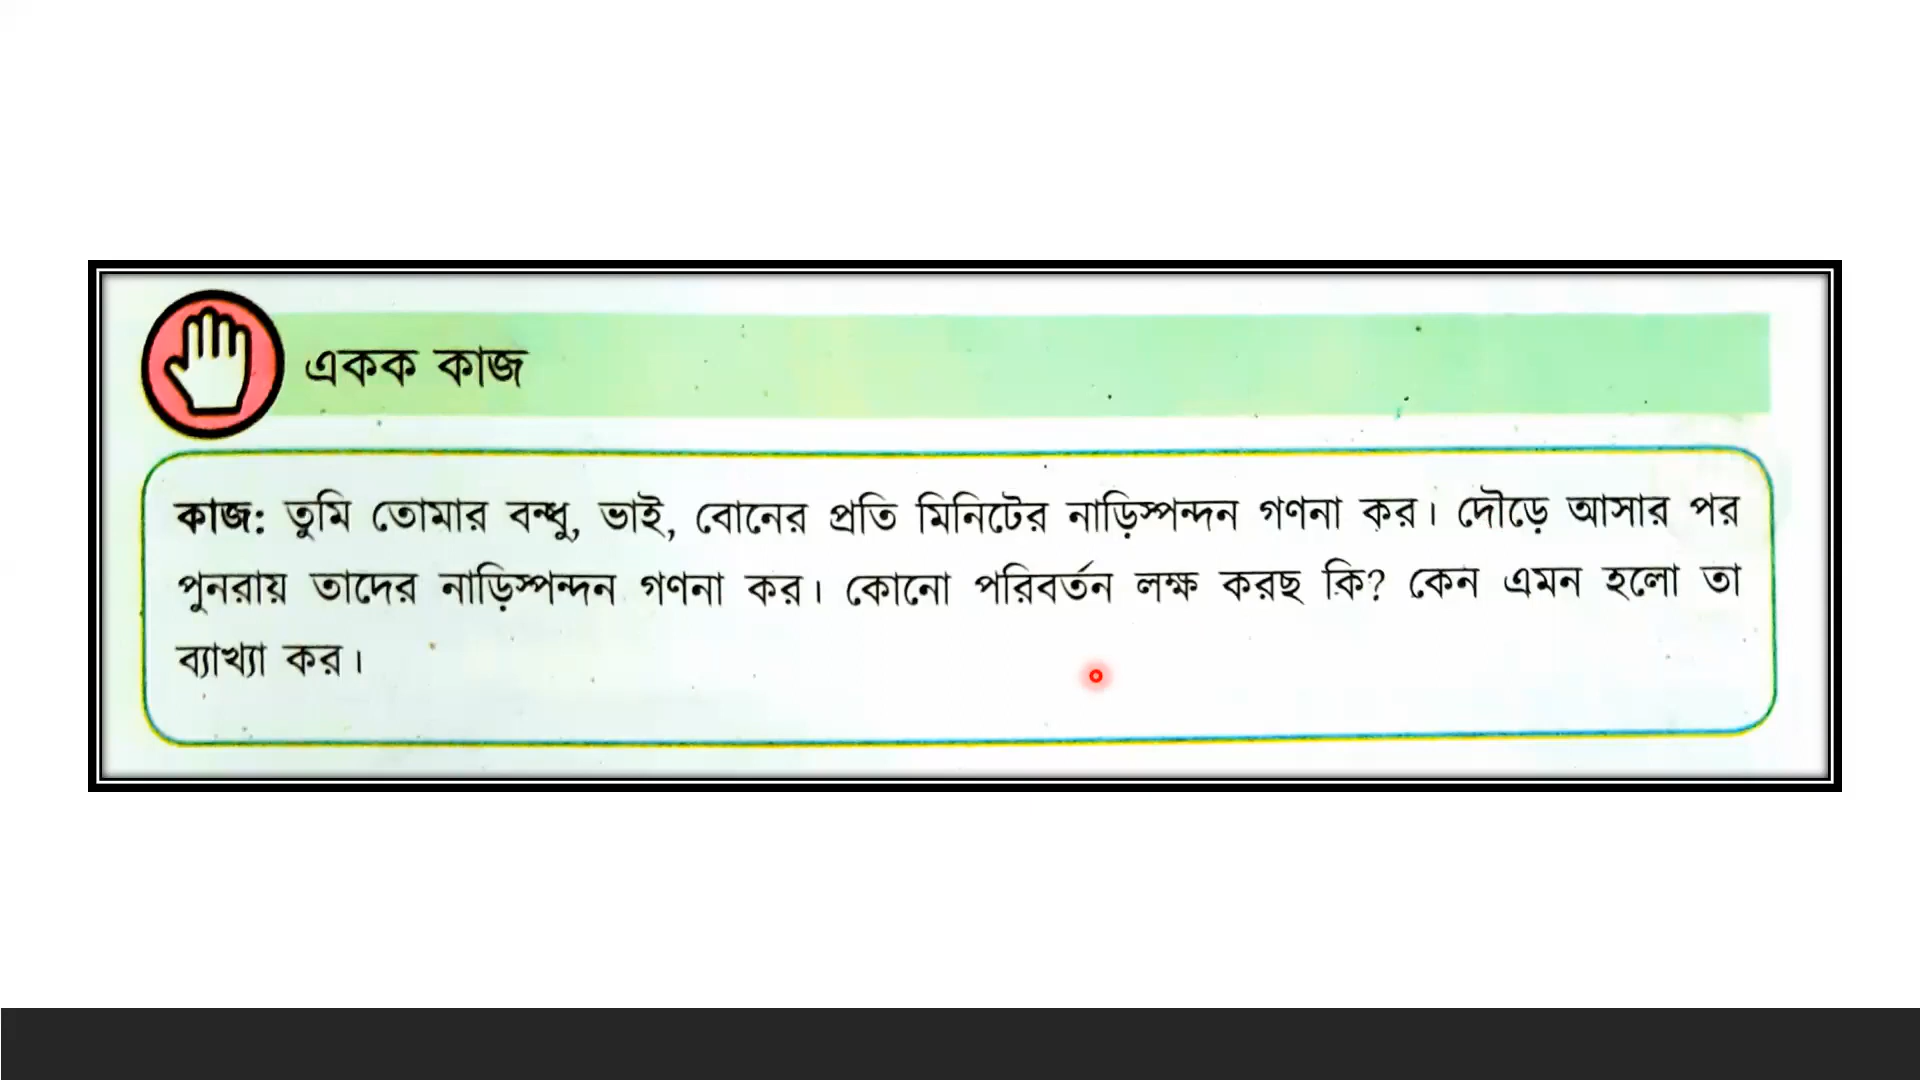 একক কাজ
কাজ: তুমি তোমার বন্ধু, ভাই, বোনের প্রতি মিনিটের নাড়িস্পন্দন গণনা কর। দৌড়ে আসার পর
পুনরায় তাদের নাড়িস্পন্দন গণনা কর। কোনো পরিবর্তন লক্ষ করছ কি? কেন এমন হলো তা
ব্যাখ্যা কর।